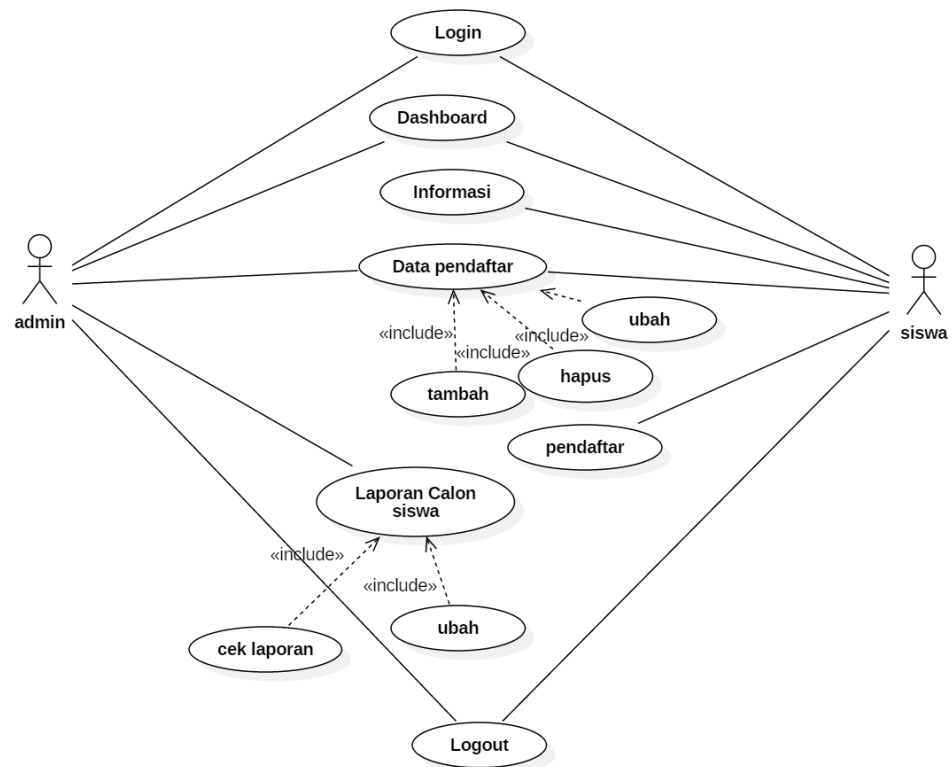 Login
Dashboard
Informasi
Data pendaftar
admin
siswa
ubah
«include»
«include»
«include»
hapus
tambah
pendaftar
Laporan Calon
siswa
«include»
«include»
ubah
cek laporan
Logout